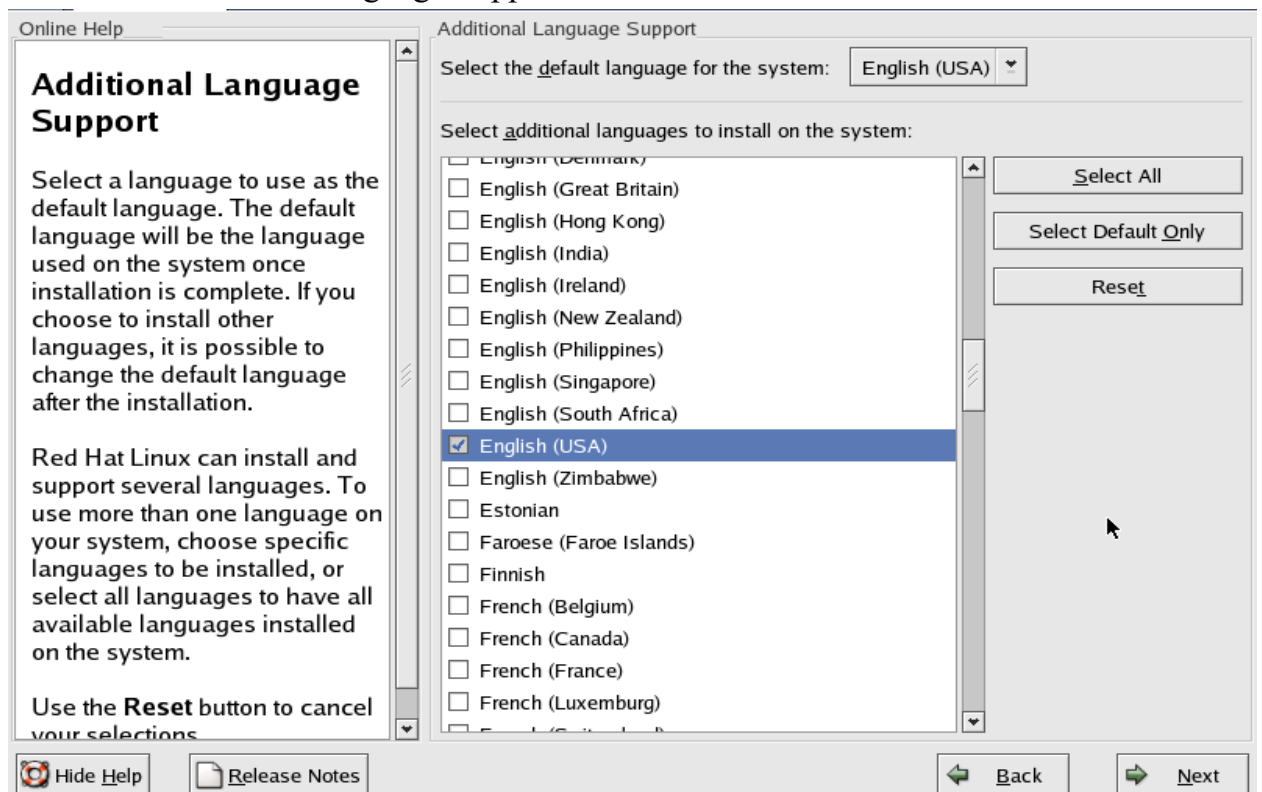 Online Help
Additional Language
Support
Select a language to use as the
default language. The default
language will be the language
used on the system once
installation is complete. If you
choose to install other
languages, it is possible to
change the default language
after the installation.
Red Hat Linux can install and
support several languages. To
use more than one language on
your system, choose specific
languages to be installed, or
select all languages to have all
available languages installed
on the system.
Use the Reset button to cancel
your selections
Additional Language Support
Select the default language for the system: English (USA)
Select additional languages to install on the system:
English (Denmark)
English (Great Britain)
English (Hong Kong)
English (India)
English (Ireland)
English (New Zealand)
English (Philippines)
English (Singapore)
English (South Africa)
English (USA)
English (Zimbabwe)
Estonian
Faroese (Faroe Islands)
Finnish
French (Belgium)
French (Canada)
French (France)
French (Luxemburg)
Select All
Select Default Only
Reset
Hide Help
Release Notes
Back
Next